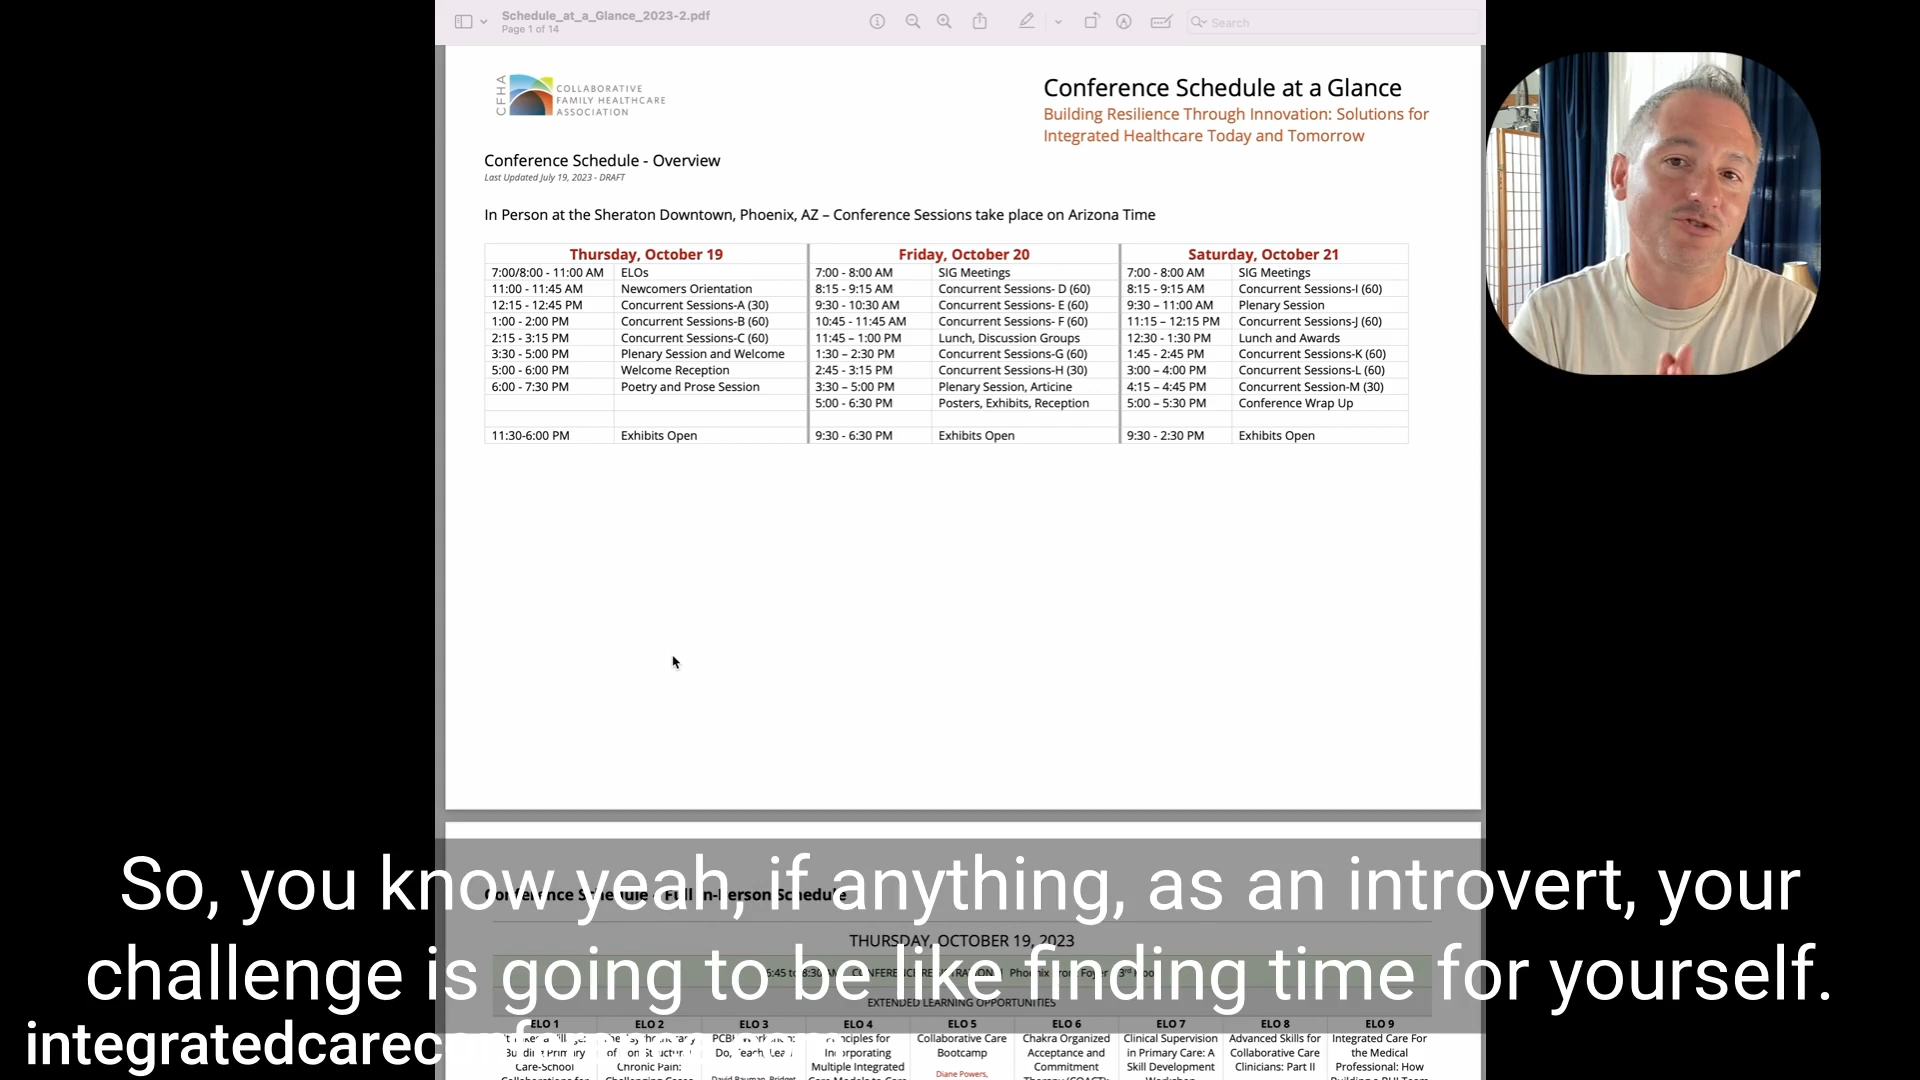 Schedule_at_a_Glance_2023-2.pdf
Page 1 of 14
Search
CFHA
COLLABORATIVE
FAMILY HEALTHCARE
ASSOCIATION
Conference Schedule at a Glance
Building Resilience Through Innovation: Solutions for
Integrated Healthcare Today and Tomorrow
Conference Schedule - Overview
Last Updated July 19, 2023 - DRAFT
In Person at the Sheraton Downtown, Phoenix, AZ – Conference Sessions take place on Arizona Time
Thursday, October 19 Friday, October 20 Saturday, October 21
7:00/8:00 - 11:00 AM ELOs 7:00 - 8:00 AM SIG Meetings 7:00 - 8:00 AM SIG Meetings
11:00 - 11:45 AM Newcomers Orientation 8:15 - 9:15 AM Concurrent Sessions- D (60) 8:15 - 9:15 AM Concurrent Sessions-I (60)
12:15 - 12:45 PM Concurrent Sessions-A (30) 9:30 - 10:30 AM Concurrent Sessions- E (60) 9:30 – 11:00 AM Plenary Session
1:00 - 2:00 PM Concurrent Sessions-B (60) 10:45 - 11:45 AM Concurrent Sessions- F (60) 11:15 – 12:15 PM Concurrent Sessions-J (60)
2:15 - 3:15 PM Concurrent Sessions-C (60) 11:45 – 1:00 PM Lunch, Discussion Groups 12:30 - 1:30 PM Lunch and Awards
3:30 - 5:00 PM Plenary Session and Welcome 1:30 – 2:30 PM Concurrent Sessions-G (60) 1:45 - 2:45 PM Concurrent Sessions-K (60)
5:00 - 6:00 PM Welcome Reception 2:45 - 3:15 PM Concurrent Sessions-H (30) 3:00 – 4:00 PM Concurrent Sessions-L (60)
6:00 - 7:30 PM Poetry and Prose Session 3:30 – 5:00 PM Plenary Session, Articine 4:15 – 4:45 PM Concurrent Session-M (30)
5:00 - 6:30 PM Posters, Exhibits, Reception 5:00 – 5:30 PM Conference Wrap Up
11:30-6:00 PM Exhibits Open 9:30 - 6:30 PM Exhibits Open 9:30 - 2:30 PM Exhibits Open
So, you know yeah, if anything, as an introvert, your
challenge is going to be like finding time for yourself.
Conference Schedule
THURSDAY, OCTOBER 19, 2023
EXTENDED LEARNING OPPORTUNITIES
ELO 1 ELO 2 ELO 3 ELO 4 ELO 5 ELO 6 ELO 7 ELO 8 ELO 9
Collaborative Care Chakra Organized Clinical Supervision Advanced Skills for Integrated Care For
Do, Teach, Incorporating Bootcamp Acceptance and in Primary Care: A Collaborative Care the Medical
Care-School Chronic Pain: Multiple Integrated Commitment Skill Development Clinicians: Part II Professional: How
Diane Powers,
integratedcarec